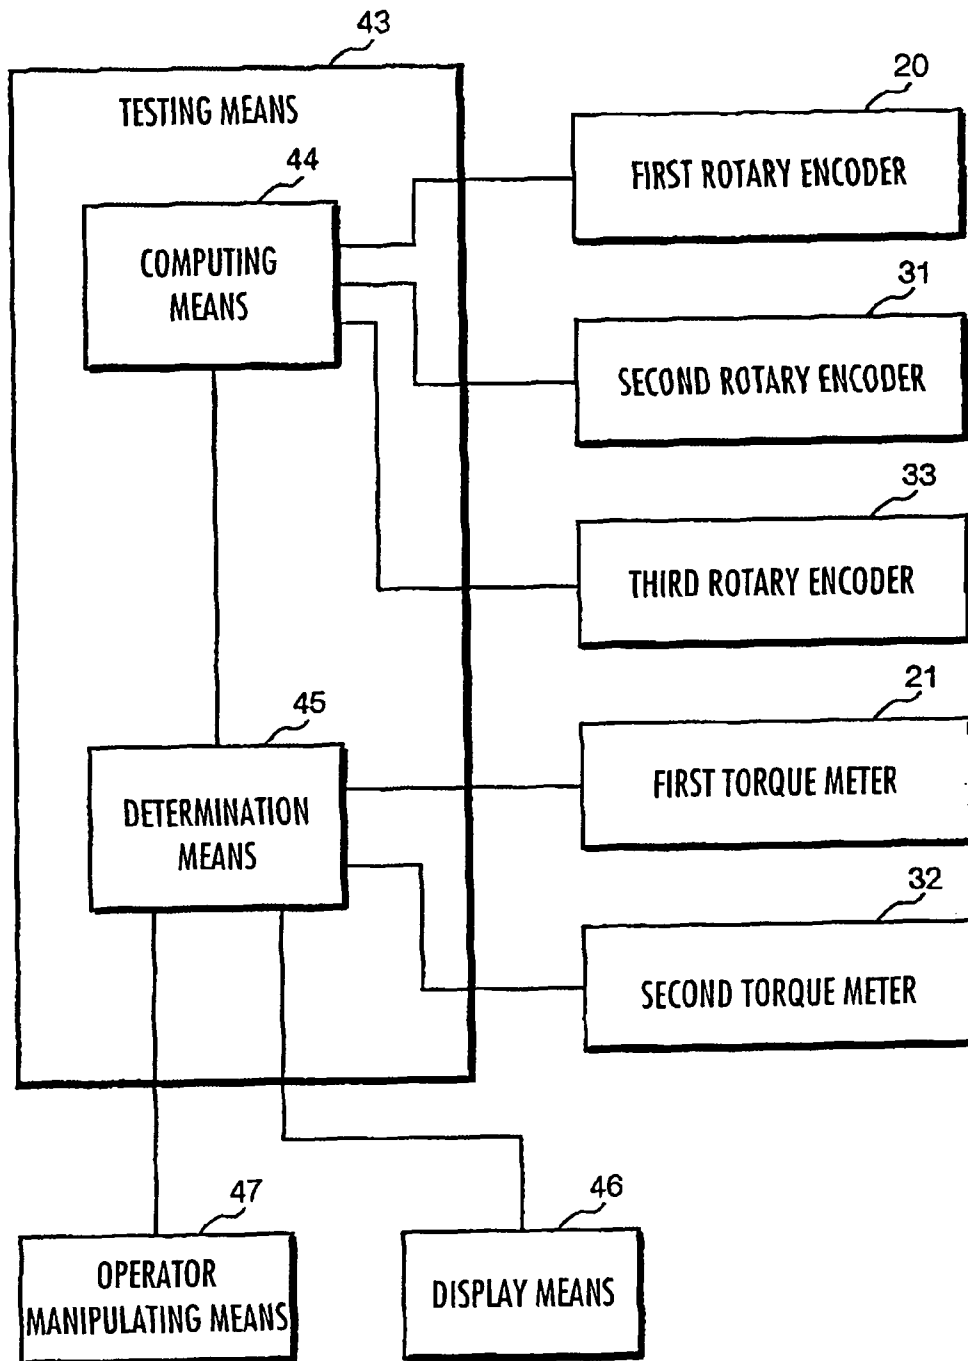 43
TESTING MEANS
44
COMPUTING
MEANS
20
FIRST ROTARY ENCODER
31
SECOND ROTARY ENCODER
33
THIRD ROTARY ENCODER
45
DETERMINATION
MEANS
21
FIRST TORQUE METER
32
SECOND TORQUE METER
47
OPERATOR
MANIPULATING MEANS
46
DISPLAY MEANS